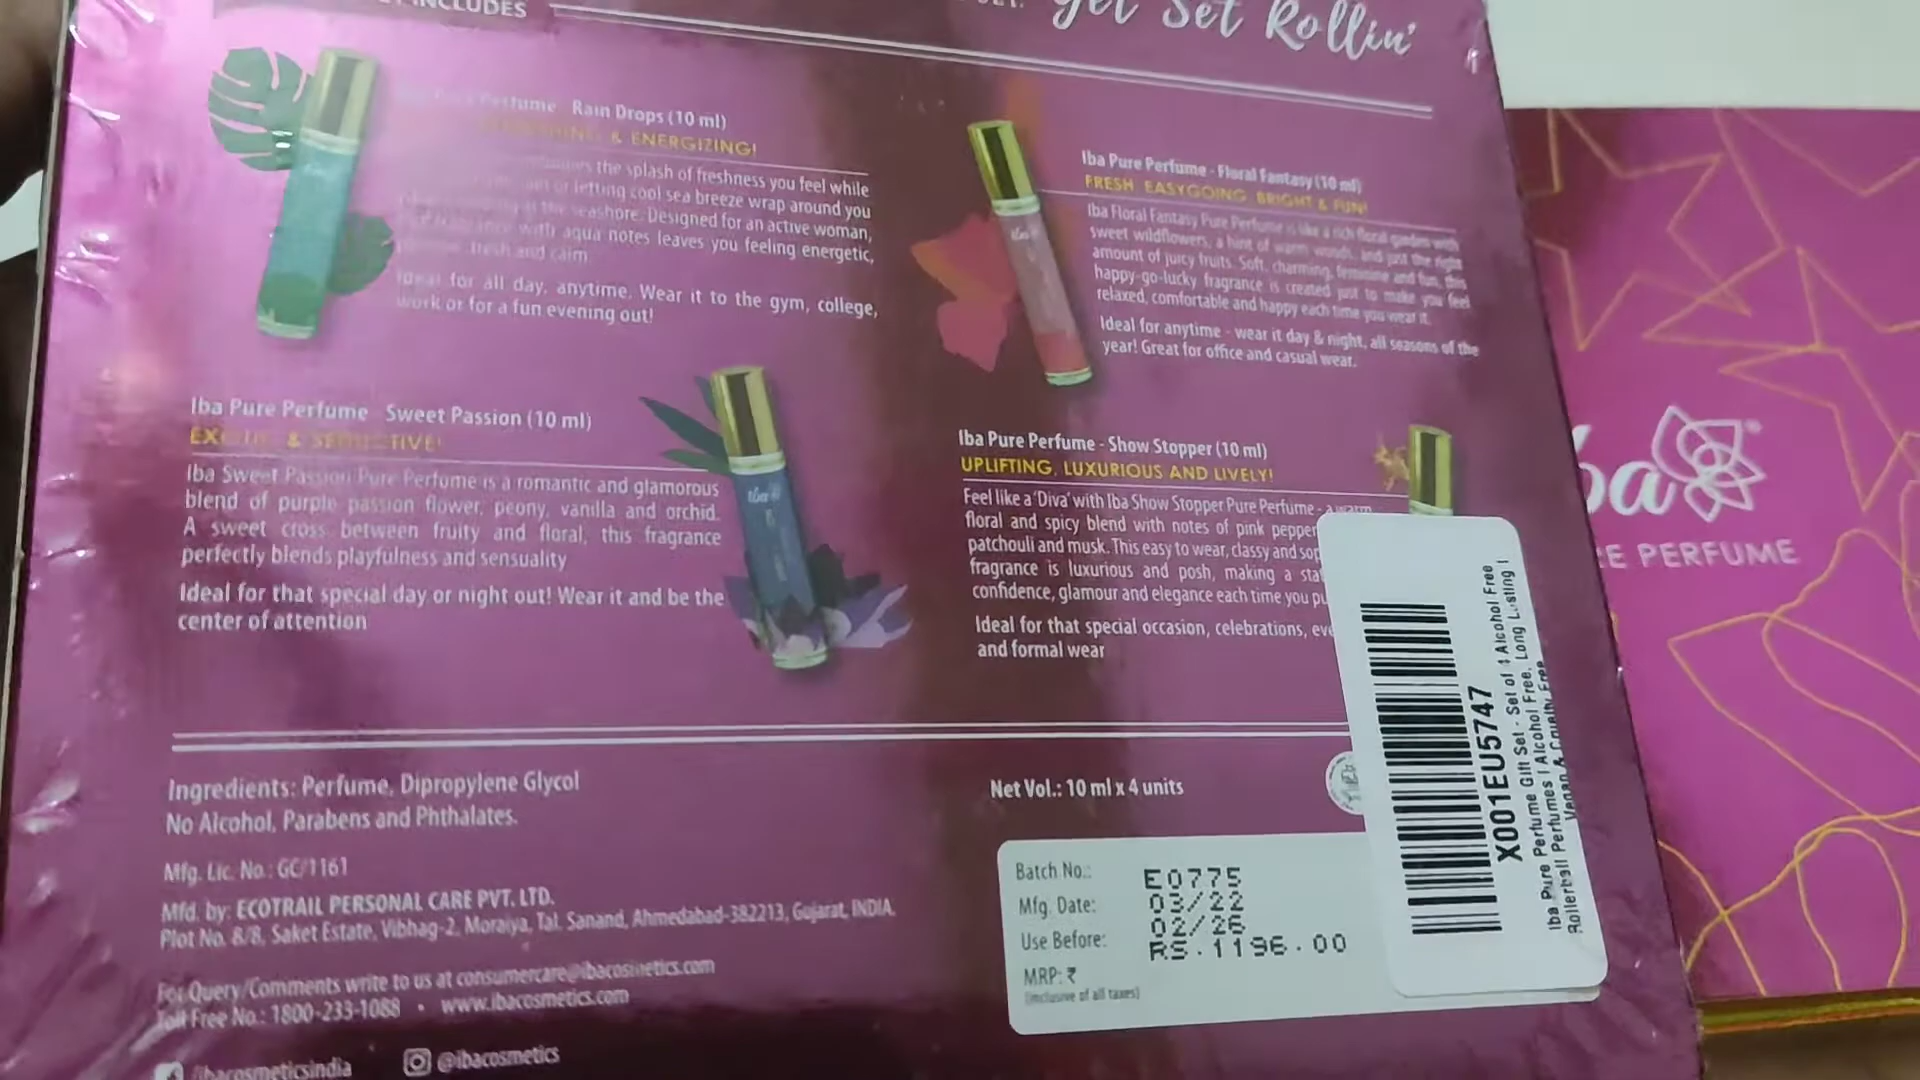 INCLUDES
SET:
get Set Rollin'
Perfume - Rain Drops (10 ml)
& ENERGIZING!
the splash of freshness you feel while
or letting cool sea breeze wrap around you
at the seashore. Designed for an active woman,
with aqua notes leaves you feeling energetic,
fresh and calm
Ideal for all day, anytime. Wear it to the gym, college,
work or for a fun evening out!
Iba Pure Perfume - Floral Fantasy (10 ml)
FRESH, EASYGOING, BRIGHT & FUN!
Iba Floral Fantasy Pure Perfume is like a rich floral garden with
sweet wildflowers, a hint of warm woods, and just the right
amount of juicy fruits. Soft, charming, feminine and fun, this
happy-go-lucky fragrance is created just to make you feel
relaxed, comfortable and happy each time you wear it.
Ideal for anytime - wear it day & night, all seasons of the
year! Great for office and casual wear.
Iba Pure Perfume - Sweet Passion (10 ml)
EXOTIC & SEDUCTIVE!
Iba Sweet Passion Pure Perfume is a romantic and glamorous
blend of purple passion flower, peony, vanilla and orchid.
A sweet cross between fruity and floral, this fragrance
perfectly blends playfulness and sensuality
Ideal for that special day or night out! Wear it and be the
center of attention
Iba
Iba
Iba Pure Perfume - Show Stopper (10 ml)
UPLIFTING, LUXURIOUS AND LIVELY!
Feel like a 'Diva' with Iba Show Stopper Pure Perfume - a warm
floral and spicy blend with notes of pink pepper
patchouli and musk. This easy to wear, classy and sop
fragrance is luxurious and posh, making a sta
confidence, glamour and elegance each time you pu
Ideal for that special occasion, celebrations, eve
and formal wear
Ingredients: Perfume, Dipropylene Glycol
No Alcohol, Parabens and Phthalates.
Mfg. Lic. No.: GC/1161
Mfd. by: ECOTRAIL PERSONAL CARE PVT. LTD.
Plot No. 8/8, Saket Estate, Vibhag-2, Moraiya, Tal. Sanand, Ahmedabad-382213, Gujarat, INDIA.
For Query/Comments write to us at consumercare@ibacosmetics.com
Toll Free No.: 1800-233-1088 • www.ibacosmetics.com
/ibacosmeticsindia @ibacosmetics
Net Vol.: 10 ml x 4 units
Batch No.: E0775
Mfg. Date: 03/22
Use Before: 02/26
MRP: ₹ RS.1196.00
(inclusive of all taxes)
X001EU5747
Iba Pure Perfume Gift Set - Set of 4 Alcohol Free
Rollerball Perfumes I Alcohol Free, Long Lasting I
Vegan & Cruelty Free
ba®
RE PERFUME